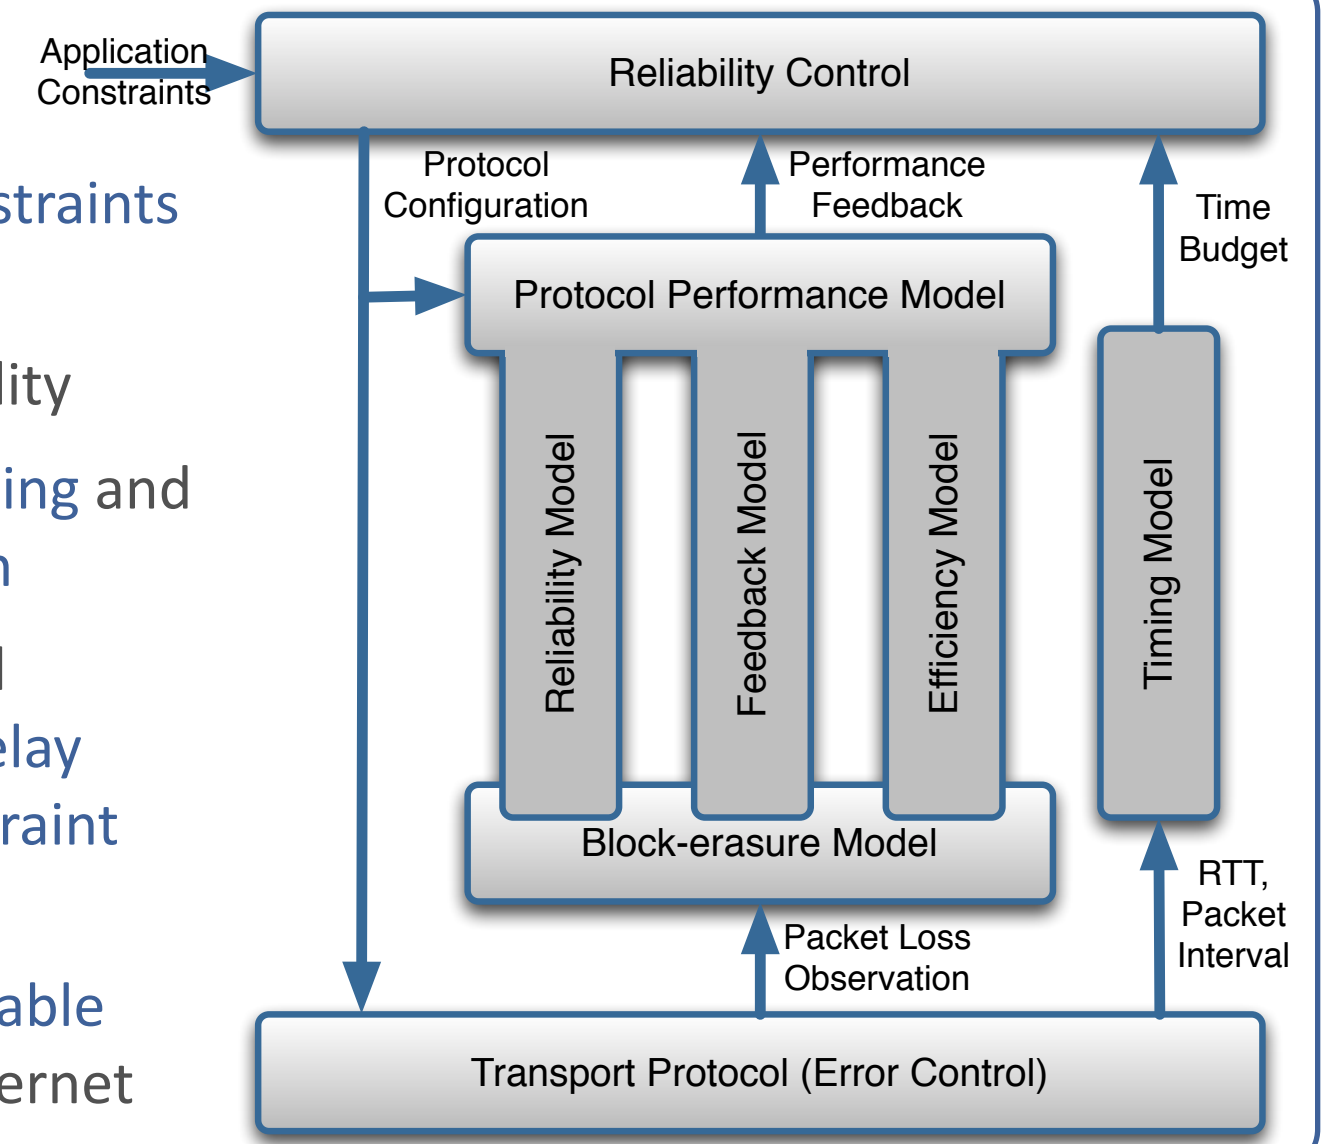 Application
Constraints
Reliability Control
Protocol
Configuration
Performance
Feedback
Time
Budget
Protocol Performance Model
Reliability Model
Feedback Model
Efficiency Model
Timing Model
Block-erasure Model
RTT,
Packet
Interval
Packet Loss
Observation
Transport Protocol (Error Control)
straints
lity
ing and
n
l
elay
raint
able
ernet